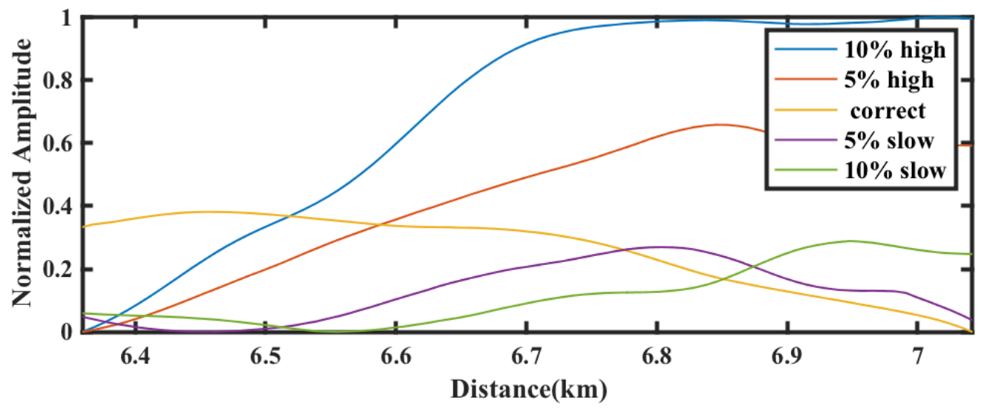 Normalized Amplitude
1
0.8
0.6
0.4
0.2
0
6.4
6.5
6.6
6.7
6.8
6.9
7
Distance(km)
10% high
5% high
correct
5% slow
10% slow